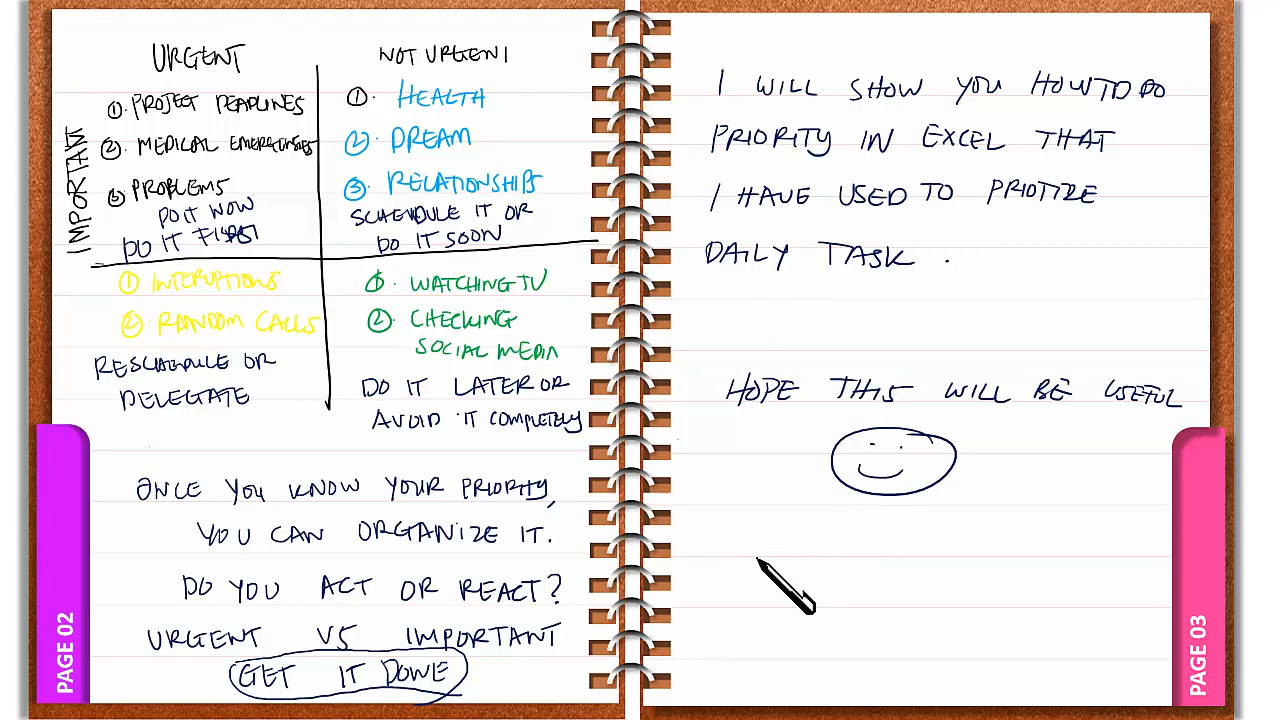 URGENT
NOT URGENT
IMPORTANT
① PROJECT DEADLINES
② MEDICAL EMERGENSIES
③ PROBLEMS
DO IT NOW
DO IT FIRST
① HEALTH
② DREAM
③ RELATIONSHIPS
SCHEDULE IT OR
DO IT SOON
① INTERUPTIONS
② RANDOM CALLS
RESCHEDULE OR
DELEGATE
① WATCHING TV
② CHECKING
SOCIAL MEDIA
DO IT LATER OR
AVOID IT COMPLETELY
ONCE YOU KNOW YOUR PRIORITY,
YOU CAN ORGANIZE IT.
DO YOU ACT OR REACT?
URGENT VS IMPORTANT
GET IT DONE
PAGE 02
I WILL SHOW YOU HOW TO DO
PRIORITY IN EXCEL THAT
I HAVE USED TO PRIOTIZE
DAILY TASK .
HOPE THIS WILL BE USEFUL
PAGE 03